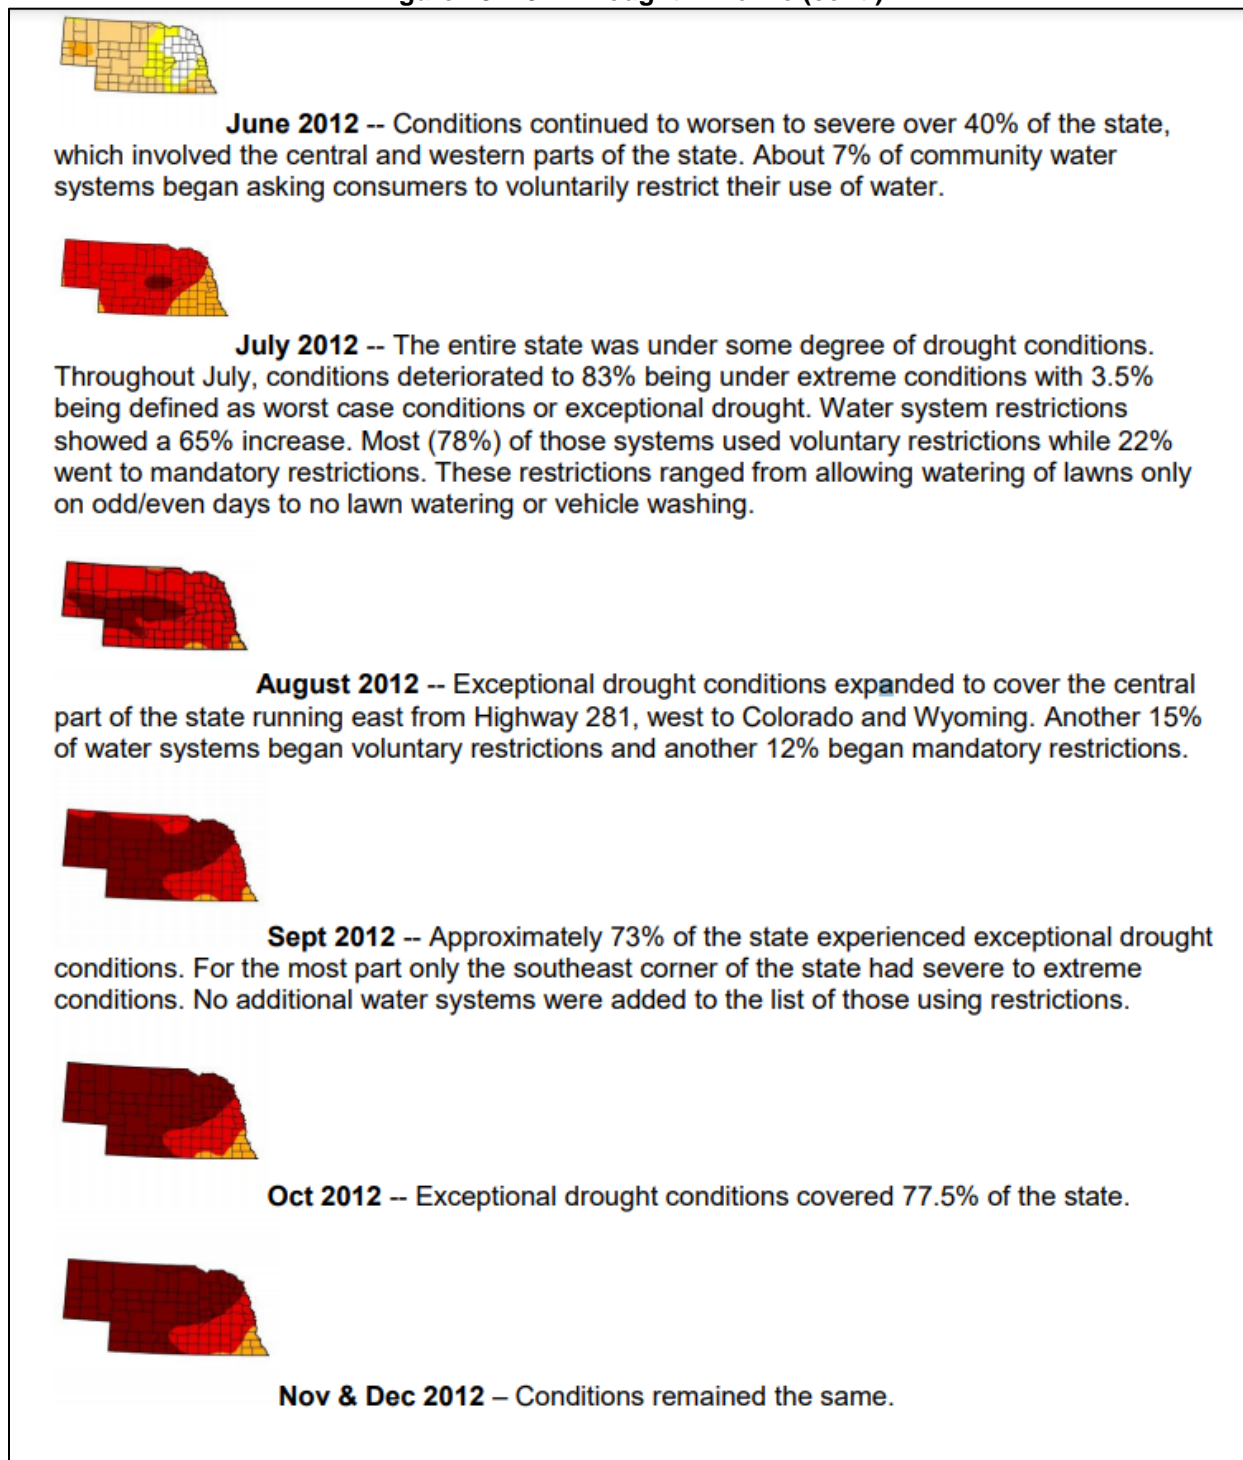 June 2012 -- Conditions continued to worsen to severe over 40% of the state,
which involved the central and western parts of the state. About 7% of community water
systems began asking consumers to voluntarily restrict their use of water.
July 2012 -- The entire state was under some degree of drought conditions.
Throughout July, conditions deteriorated to 83% being under extreme conditions with 3.5%
being defined as worst case conditions or exceptional drought. Water system restrictions
showed a 65% increase. Most (78%) of those systems used voluntary restrictions while 22%
went to mandatory restrictions. These restrictions ranged from allowing watering of lawns only
on odd/even days to no lawn watering or vehicle washing.
August 2012 -- Exceptional drought conditions expanded to cover the central
part of the state running east from Highway 281, west to Colorado and Wyoming. Another 15%
of water systems began voluntary restrictions and another 12% began mandatory restrictions.
Sept 2012 -- Approximately 73% of the state experienced exceptional drought
conditions. For the most part only the southeast corner of the state had severe to extreme
conditions. No additional water systems were added to the list of those using restrictions.
Oct 2012 -- Exceptional drought conditions covered 77.5% of the state.
Nov & Dec 2012 – Conditions remained the same.